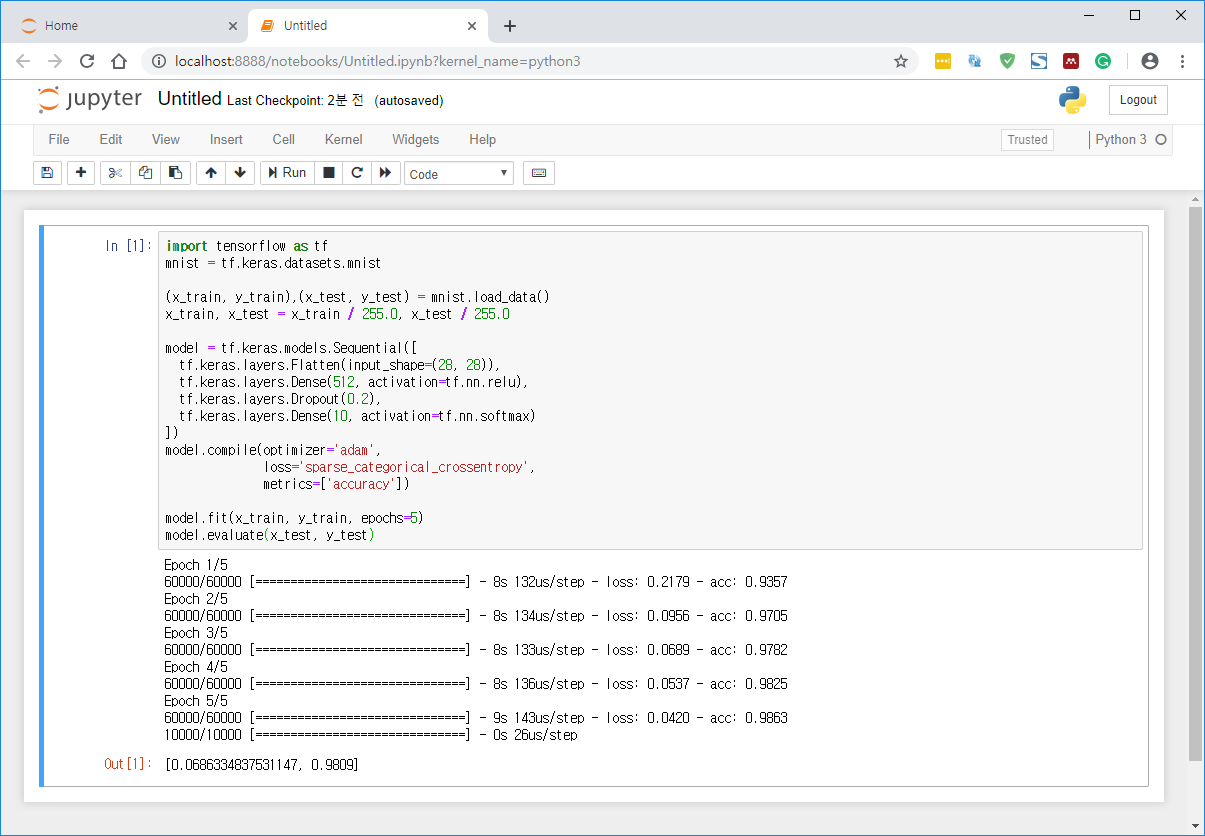 Home
Untitled
localhost:8888/notebooks/Untitled.ipynb?kernel_name=python3
jupyter Untitled Last Checkpoint: 2분 전 (autosaved)
Logout
File Edit View Insert Cell Kernel Widgets Help
Trusted Python 3
Run Code
In [1]:
import tensorflow as tf
mnist = tf.keras.datasets.mnist
(x_train, y_train),(x_test, y_test) = mnist.load_data()
x_train, x_test = x_train / 255.0, x_test / 255.0
model = tf.keras.models.Sequential([
  tf.keras.layers.Flatten(input_shape=(28, 28)),
  tf.keras.layers.Dense(512, activation=tf.nn.relu),
  tf.keras.layers.Dropout(0.2),
  tf.keras.layers.Dense(10, activation=tf.nn.softmax)
])
model.compile(optimizer='adam',
              loss='sparse_categorical_crossentropy',
              metrics=['accuracy'])
model.fit(x_train, y_train, epochs=5)
model.evaluate(x_test, y_test)
Epoch 1/5
60000/60000 [==============================] - 8s 132us/step - loss: 0.2179 - acc: 0.9357
Epoch 2/5
60000/60000 [==============================] - 8s 134us/step - loss: 0.0956 - acc: 0.9705
Epoch 3/5
60000/60000 [==============================] - 8s 133us/step - loss: 0.0689 - acc: 0.9782
Epoch 4/5
60000/60000 [==============================] - 8s 136us/step - loss: 0.0537 - acc: 0.9825
Epoch 5/5
60000/60000 [==============================] - 9s 143us/step - loss: 0.0420 - acc: 0.9863
10000/10000 [==============================] - 0s 26us/step
Out[1]: [0.0686334837531147, 0.9809]